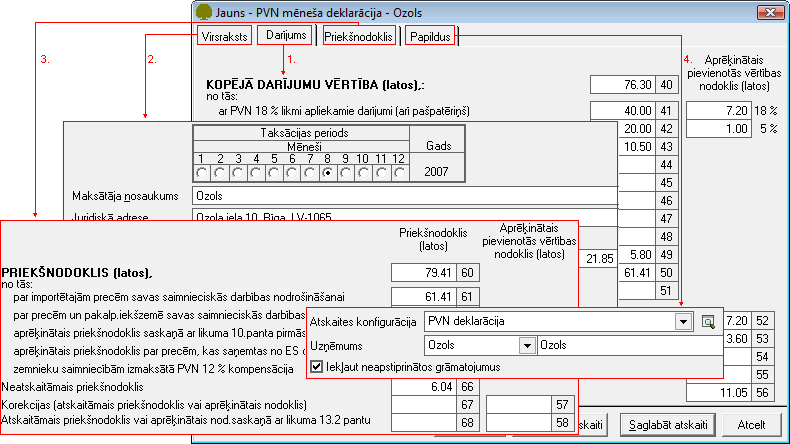 Jauns - PVN mēneša deklarācija - Ozols
3.
2.
Virsraksts
Darījums
Priekšnodoklis
Papildus
1.
4.
Aprēķinātais
pievienotās vērtības
nodoklis (latos)
KOPĒJĀ DARĪJUMU VĒRTĪBA (latos),:
76.30 40
no tās:
ar PVN 18 % likmi apliekamie darījumi (arī pašpatēriņš)
40.00 41
7.20 18 %
20.00 42
1.00 5 %
10.50 43
44
45
46
47
48
5.80 49
61.41 50
51
21.85
Taksācijas periods
Mēneši
Gads
1 2 3 4 5 6 7 8 9 10 11 12
2007
Maksātāja nosaukums
Ozols
Juridiskā adrese
Ozola iela 10, Rīga, LV-1065
Priekšnodoklis
(latos)
Aprēķinātais
pievienotās vērtības
nodoklis (latos)
PRIEKŠNODOKLIS (latos),
79.41 60
no tās:
par importētajām precēm savas saimnieciskās darbības nodrošināšanai
61.41 61
par precēm un pakalp.iekšzemē savas saimnieciskās darbības
aprēķinātais priekšnodoklis saskaņā ar likuma 10.panta pirmās
aprēķinātais priekšnodoklis par precēm, kas saņemtas no ES
zemnieku saimniecībām izmaksātā PVN 12 % kompensācija
Neatskaitāmais priekšnodoklis
6.04 66
Korekcijas (atskaitāmais priekšnodoklis vai aprēķinātais nodoklis)
67
57
Atskaitāmais priekšnodoklis vai aprēķinātais nod.saskaņā ar likuma 13.2 pantu
68
58
Atskaites konfigurācija
PVN deklarācija
Uzņēmums
Ozols
Ozols
Iekļaut neapstiprinātos grāmatojumus
7.20 52
3.60 53
54
55
11.05 56
skaiti
Saglabāt atskaiti
Atcelt